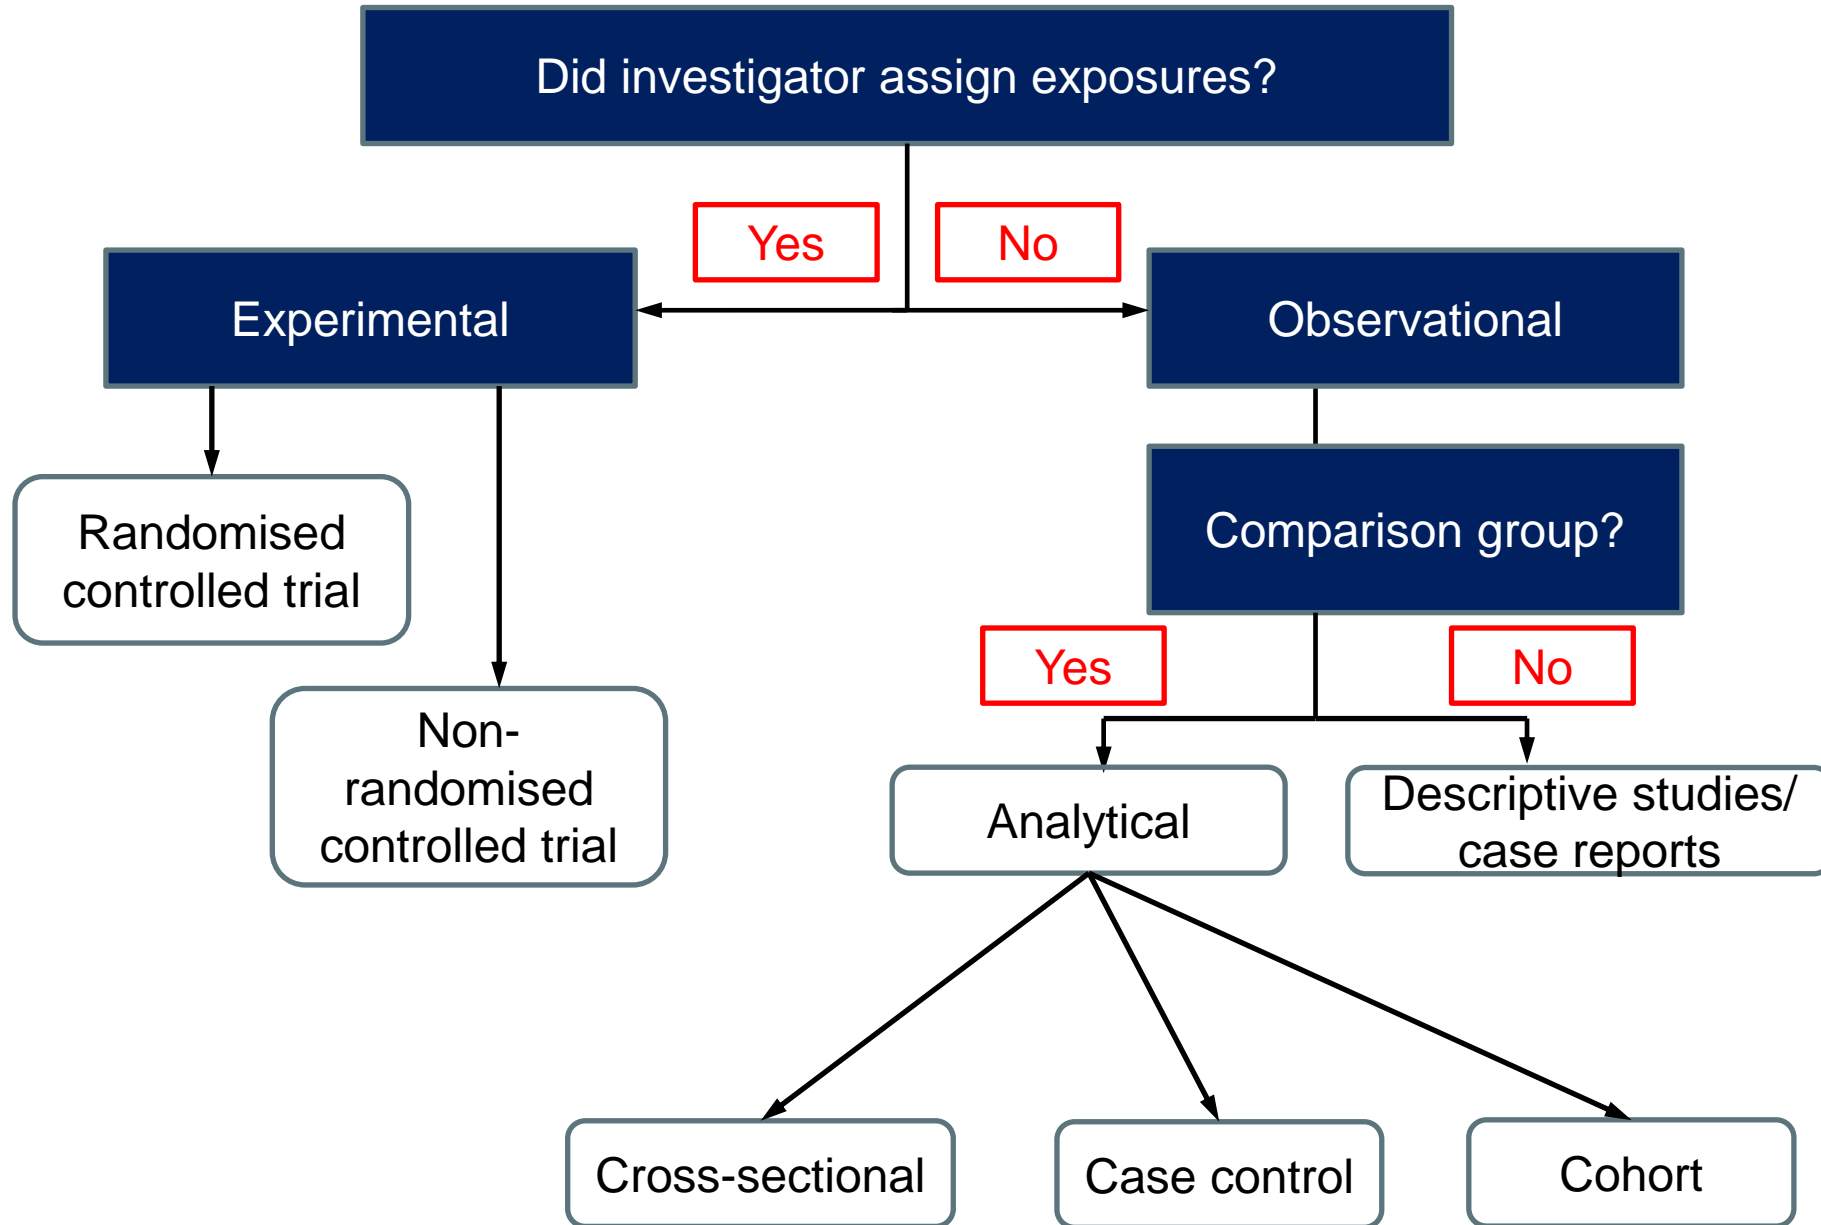 Did investigator assign exposures?
Yes
No
Experimental
Observational
Randomised
controlled trial
Comparison group?
Non-
randomised
controlled trial
Yes
No
Analytical
Descriptive studies/
case reports
Cross-sectional
Case control
Cohort